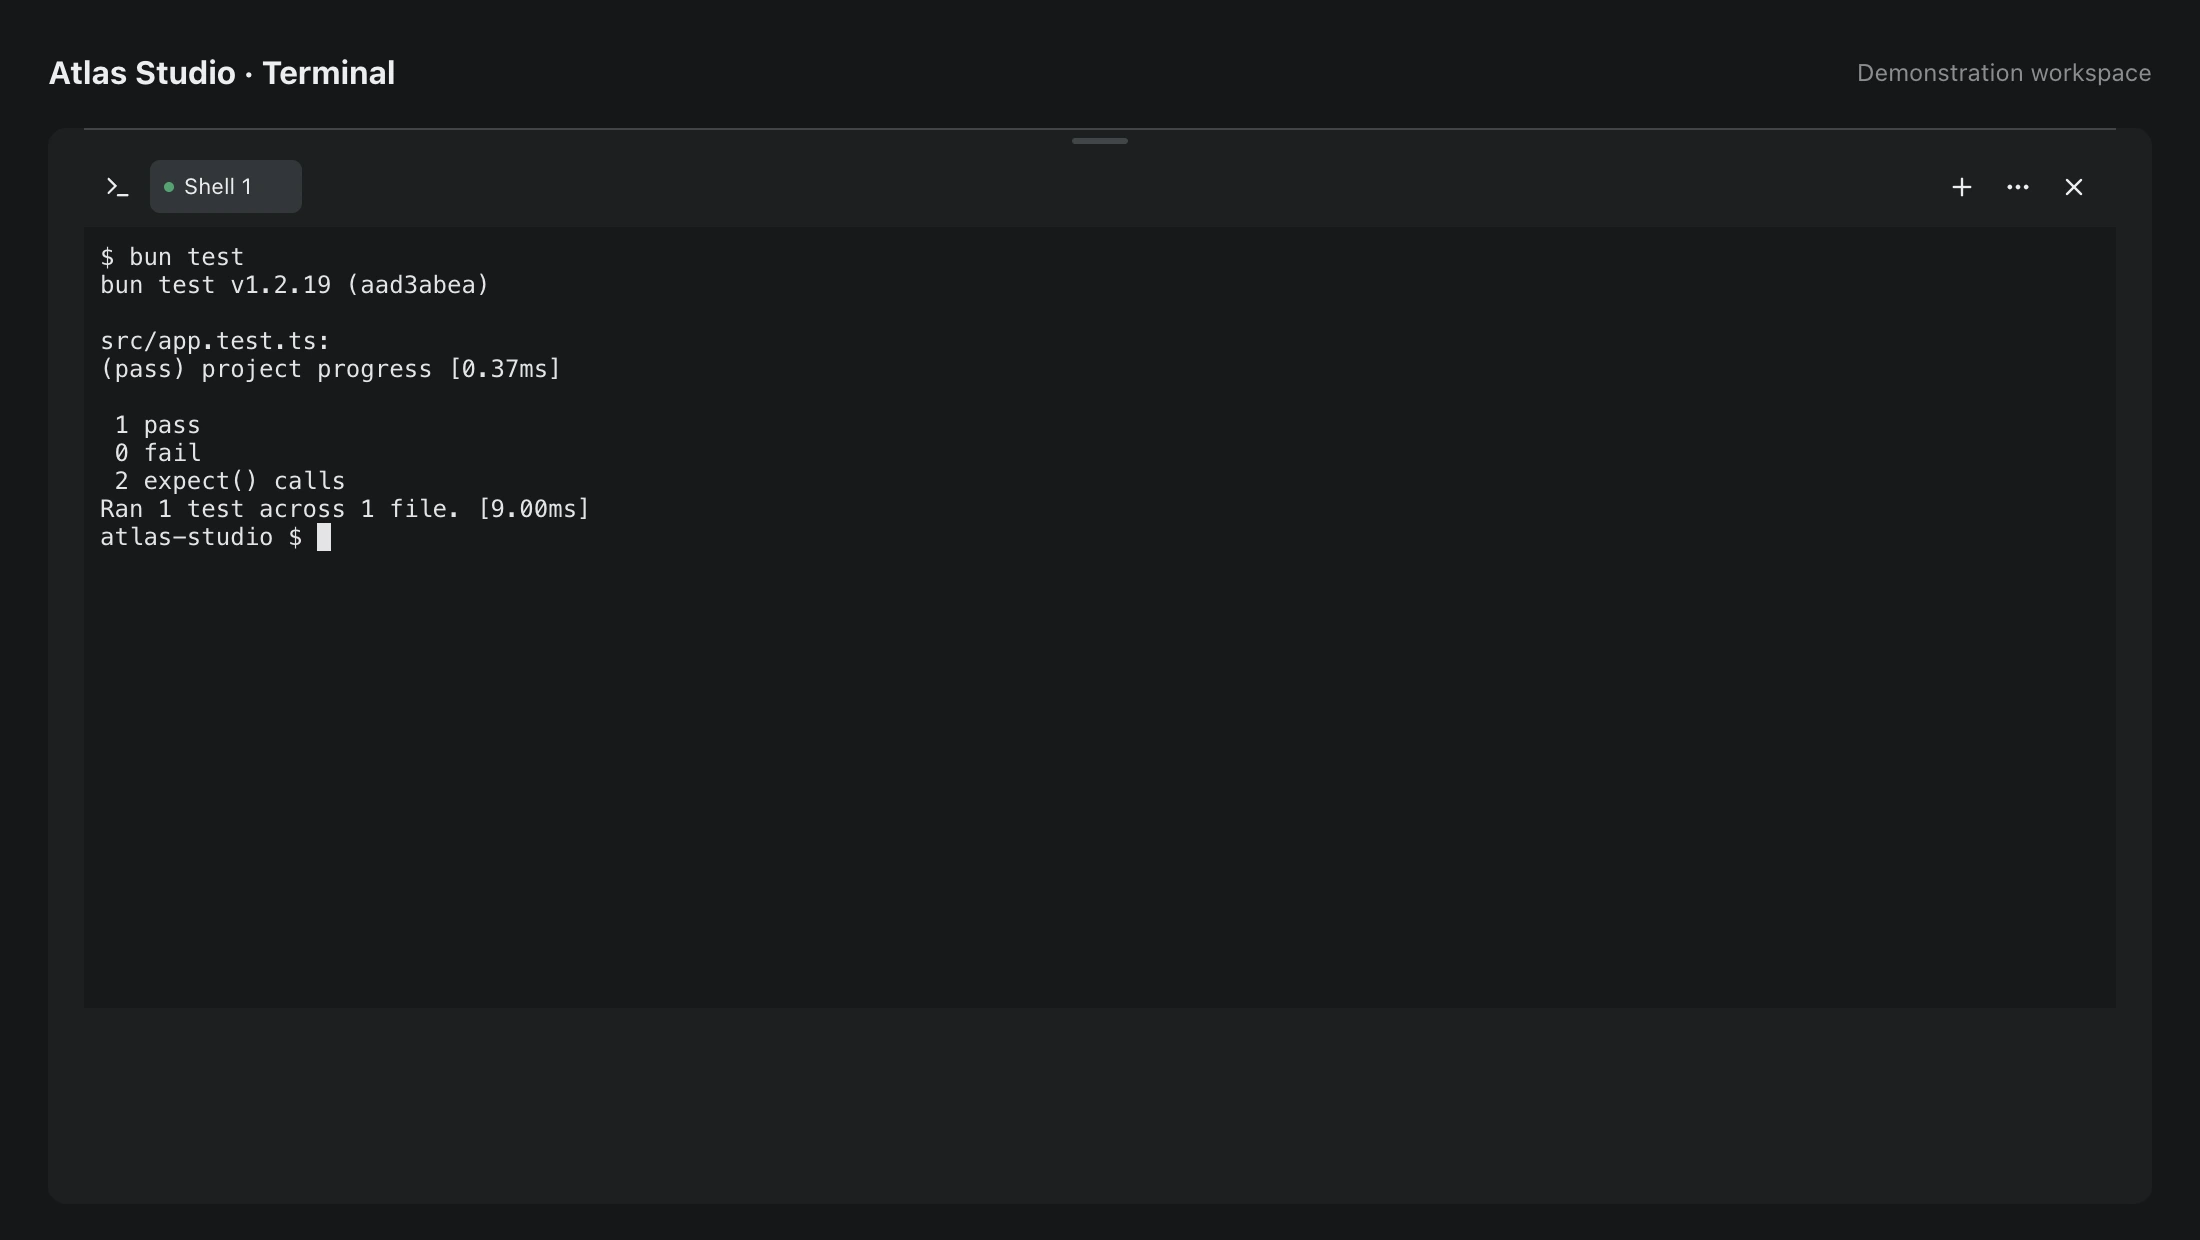 Atlas Studio · Terminal
Demonstration workspace
Shell 1
$ bun test
bun test v1.2.19 (aad3abea)
src/app.test.ts:
(pass) project progress [0.37ms]
1 pass
0 fail
2 expect() calls
Ran 1 test across 1 file. [9.00ms]
atlas-studio $